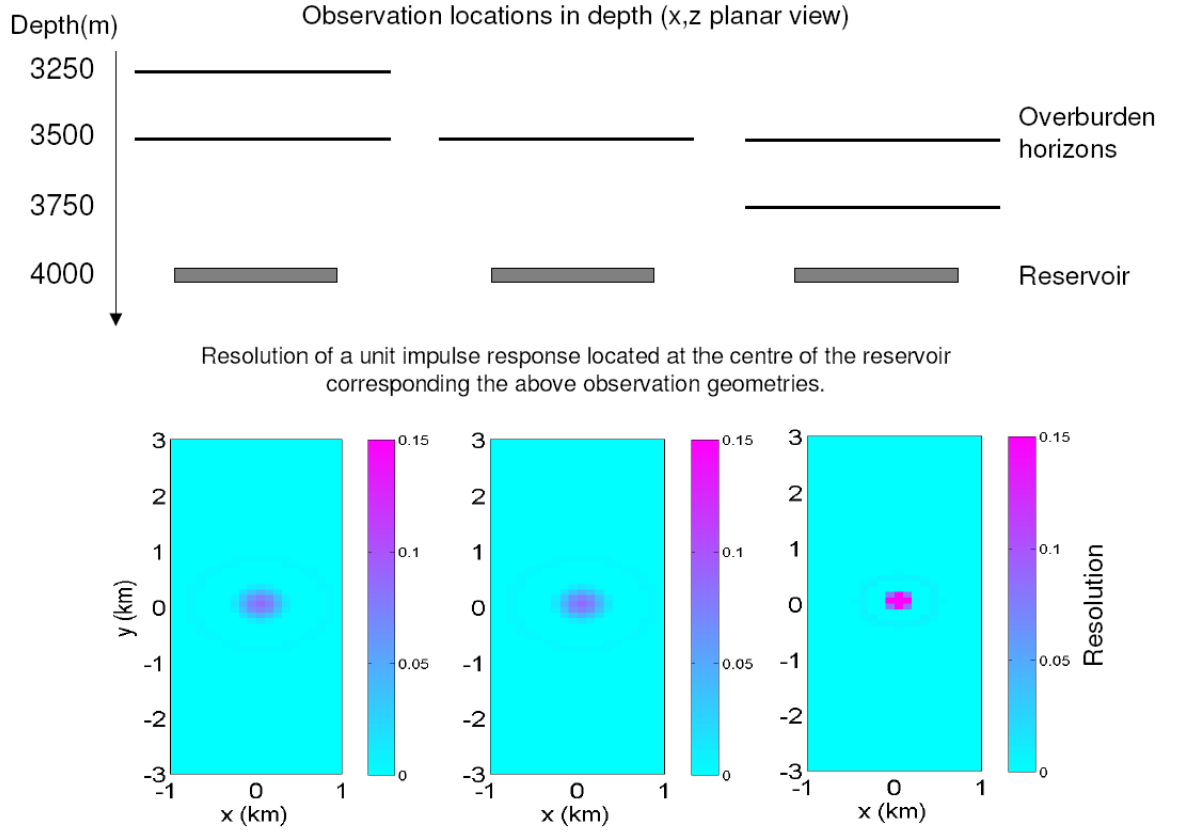 Observation locations in depth (x,z planar view)
Depth(m)
3250
3500
3750
4000
Overburden
horizons
Reservoir
Resolution of a unit impulse response located at the centre of the reservoir
corresponding the above observation geometries.
3
2
1
0
-1
-2
-3
y (km)
-1 0 1
x (km)
0.15
0.1
0.05
0
3
2
1
0
-1
-2
-3
-1 0 1
x (km)
0.15
0.1
0.05
0
3
2
1
0
-1
-2
-3
-1 0 1
x (km)
0.15
0.1
0.05
0
Resolution